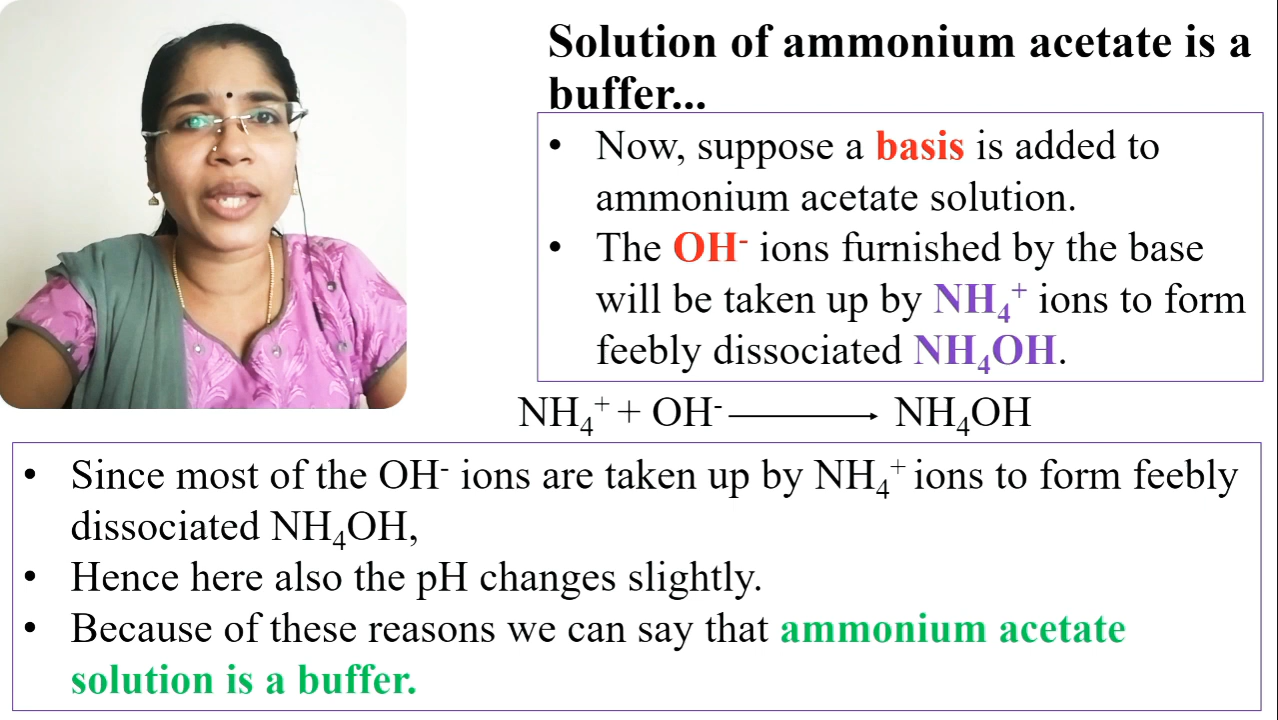 Solution of ammonium acetate is a
buffer...
• Now, suppose a basis is added to
ammonium acetate solution.
• The OH⁻ ions furnished by the base
will be taken up by NH₄⁺ ions to form
feebly dissociated NH₄OH.
NH₄⁺ + OH⁻ ⟶ NH₄OH
• Since most of the OH⁻ ions are taken up by NH₄⁺ ions to form feebly
dissociated NH₄OH,
• Hence here also the pH changes slightly.
• Because of these reasons we can say that ammonium acetate
solution is a buffer.